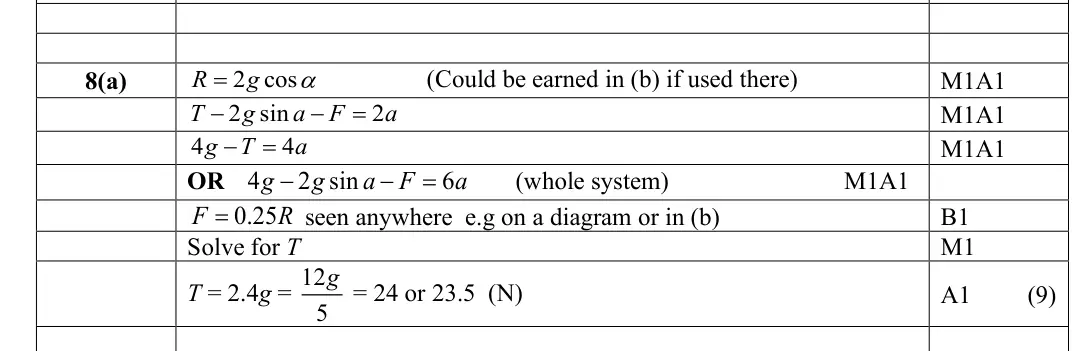 8(a) R = 2g cos α (Could be earned in (b) if used there) M1A1
T − 2g sin a − F = 2a M1A1
4g − T = 4a M1A1
OR 4g − 2g sin a − F = 6a (whole system) M1A1
F = 0.25R seen anywhere e.g on a diagram or in (b) B1
Solve for T M1
T = 2.4g = 12g/5 = 24 or 23.5 (N) A1 (9)